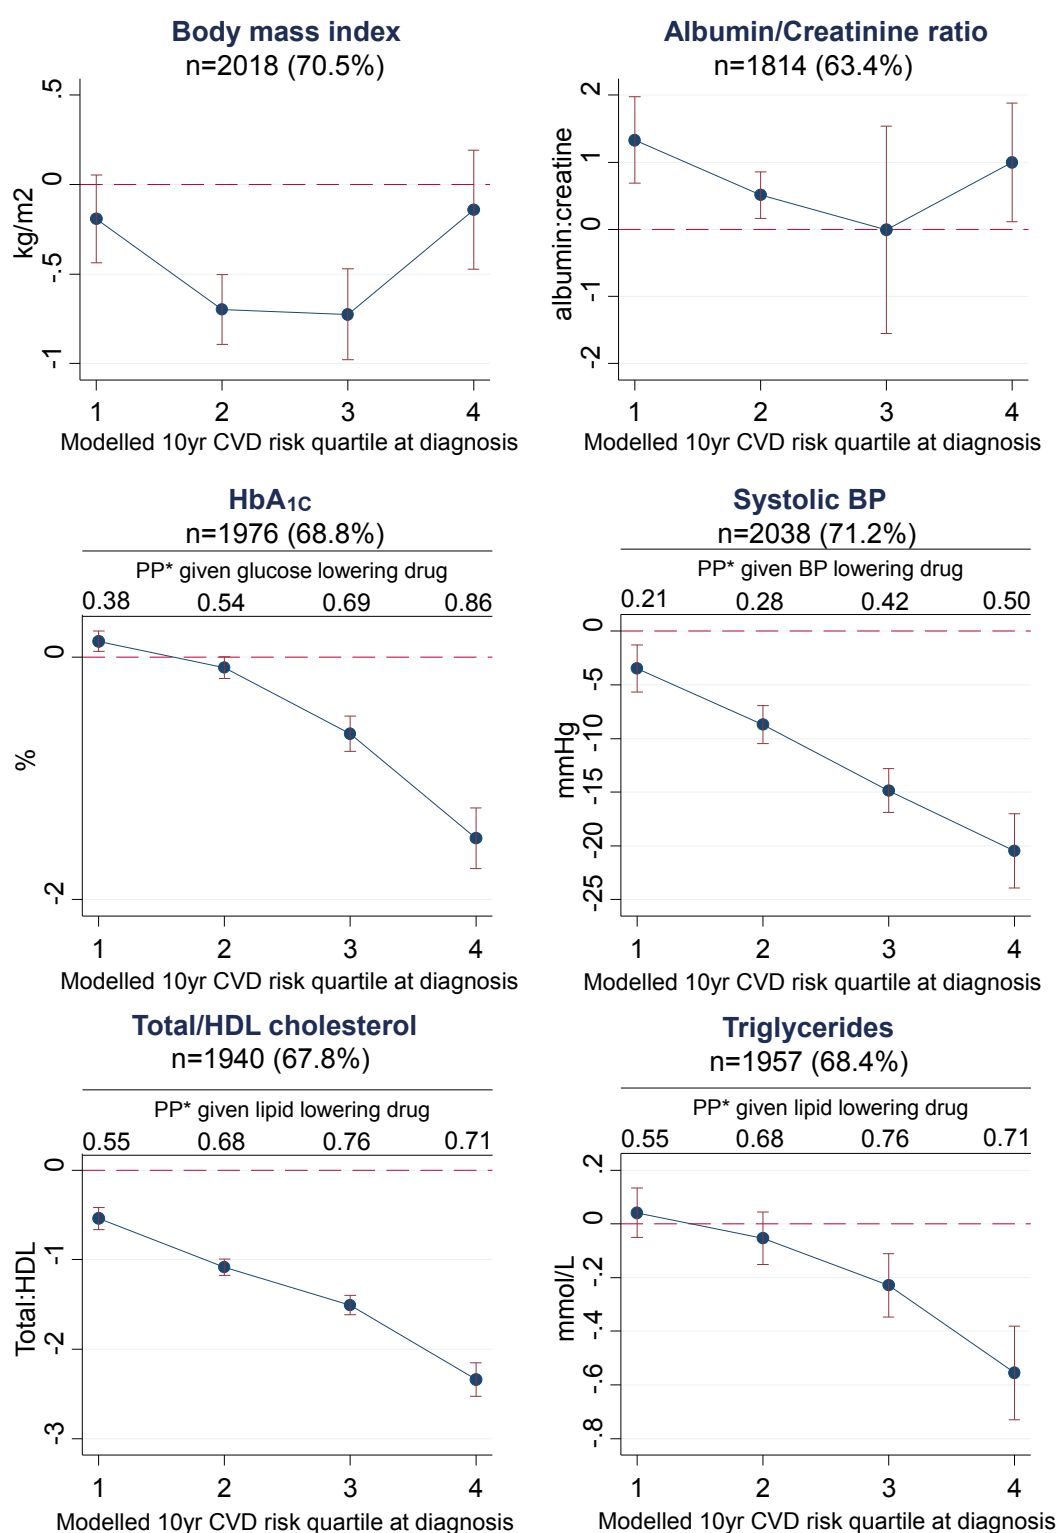 Body mass index
n=2018 (70.5%)
.5
0
-.5
-1
kg/m2
1 2 3 4
Modelled 10yr CVD risk quartile at diagnosis
Albumin/Creatinine ratio
n=1814 (63.4%)
2
1
0
-1
-2
albumin:creatine
1 2 3 4
Modelled 10yr CVD risk quartile at diagnosis
HbA1C
n=1976 (68.8%)
PP* given glucose lowering drug
0.38 0.54 0.69 0.86
0
-2
%
1 2 3 4
Modelled 10yr CVD risk quartile at diagnosis
Systolic BP
n=2038 (71.2%)
PP* given BP lowering drug
0.21 0.28 0.42 0.50
0
-5
-10
-15
-20
-25
mmHg
1 2 3 4
Modelled 10yr CVD risk quartile at diagnosis
Total/HDL cholesterol
n=1940 (67.8%)
PP* given lipid lowering drug
0.55 0.68 0.76 0.71
0
-1
-2
-3
Total:HDL
1 2 3 4
Modelled 10yr CVD risk quartile at diagnosis
Triglycerides
n=1957 (68.4%)
PP* given lipid lowering drug
0.55 0.68 0.76 0.71
.2
0
-.2
-.4
-.6
-.8
mmol/L
1 2 3 4
Modelled 10yr CVD risk quartile at diagnosis